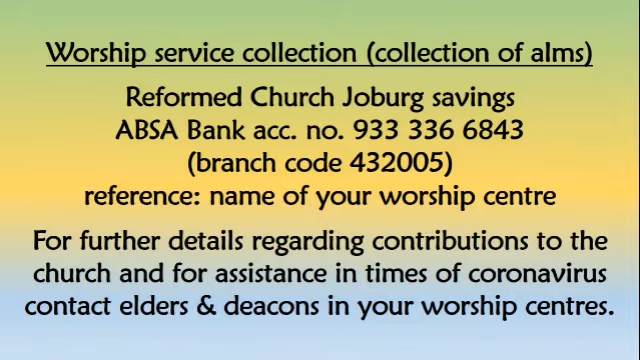 Worship service collection (collection of alms)
Reformed Church Joburg savings
ABSA Bank acc. no. 933 336 6843
(branch code 432005)
reference: name of your worship centre
For further details regarding contributions to the
church and for assistance in times of coronavirus
contact elders & deacons in your worship centres.